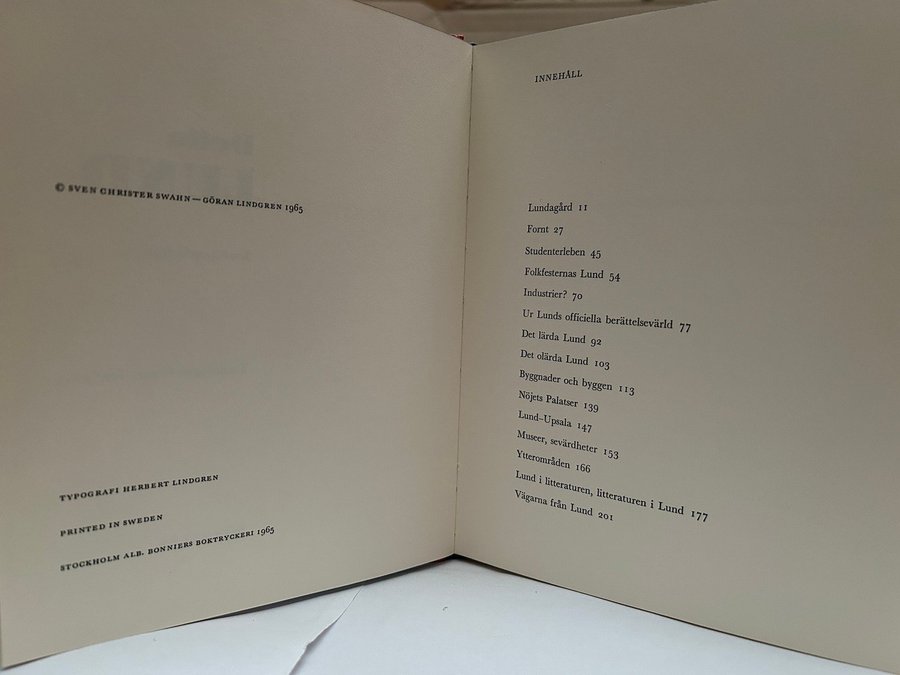 © SVEN CHRISTER SWAHN — GÖRAN LINDGREN 1965
TYPOGRAFI HERBERT LINDGREN
PRINTED IN SWEDEN
STOCKHOLM ALB. BONNIERS BOKTRYCKERI 1965
INNEHÅLL
Lundagård 11
Fornt 27
Studenterleben 45
Folkfesternas Lund 54
Industrier? 70
Ur Lunds officiella berättelsevärld 77
Det lärda Lund 92
Det olärda Lund 103
Byggnader och byggen 113
Nöjets Palatser 139
Lund–Upsala 147
Museer, sevärdheter 153
Ytterområden 166
Lund i litteraturen, litteraturen i Lund 177
Vägarna från Lund 201